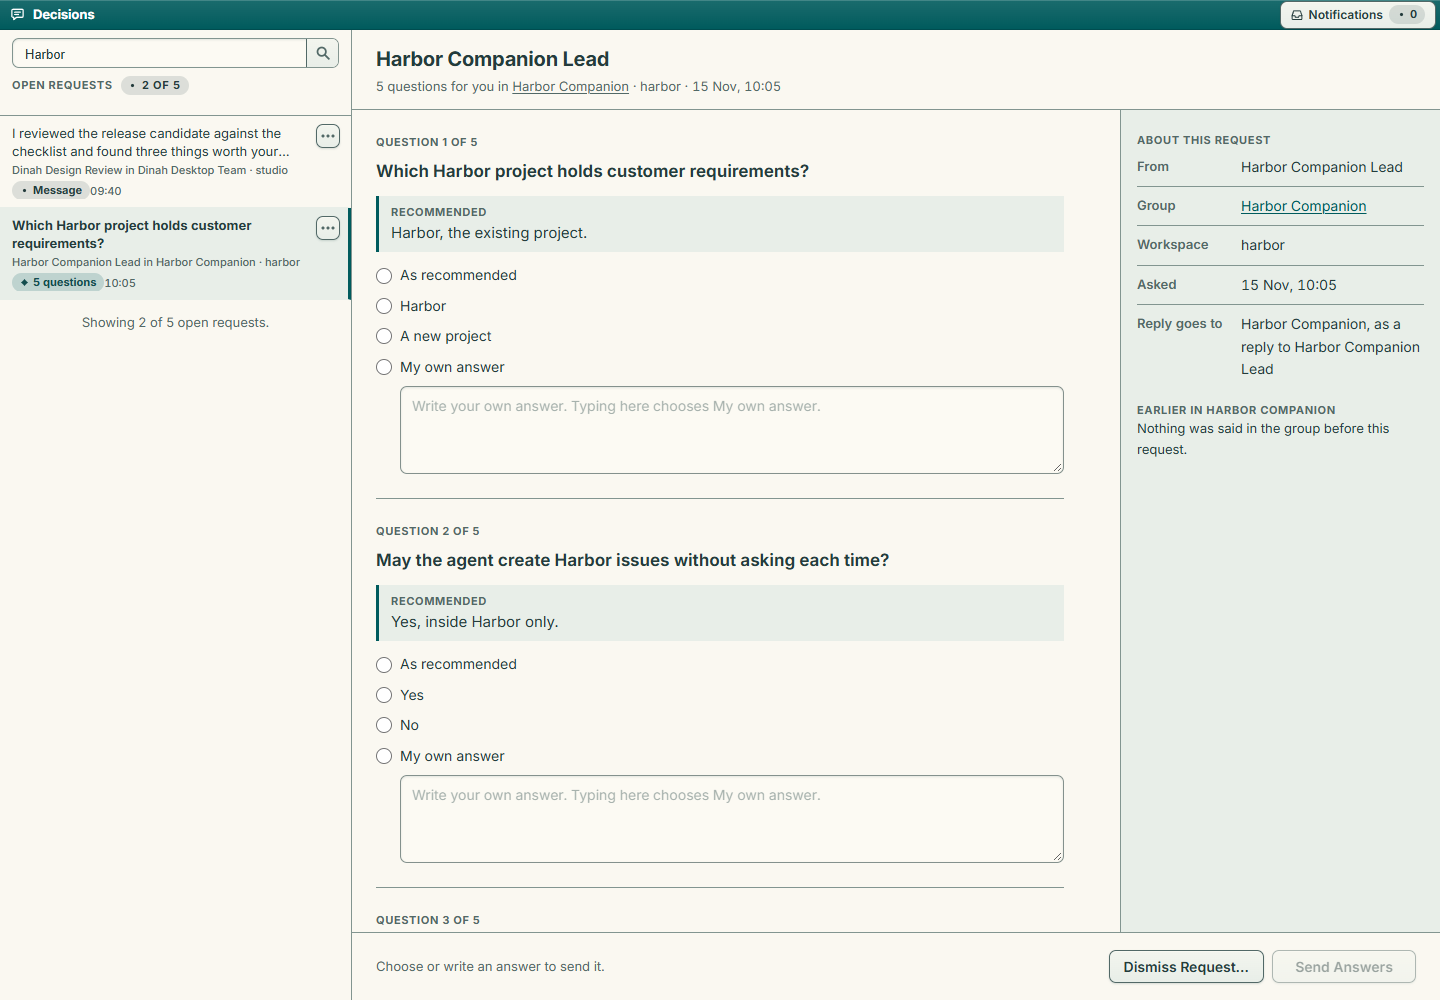 Decisions
Notifications • 0
Harbor
OPEN REQUESTS • 2 OF 5
I reviewed the release candidate against the
checklist and found three things worth your...
Dinah Design Review in Dinah Desktop Team · studio
• Message 09:40
Which Harbor project holds customer
requirements?
Harbor Companion Lead in Harbor Companion · harbor
5 questions 10:05
Showing 2 of 5 open requests.
Harbor Companion Lead
5 questions for you in Harbor Companion · harbor · 15 Nov, 10:05
QUESTION 1 OF 5
Which Harbor project holds customer requirements?
RECOMMENDED
Harbor, the existing project.
As recommended
Harbor
A new project
My own answer
Write your own answer. Typing here chooses My own answer.
QUESTION 2 OF 5
May the agent create Harbor issues without asking each time?
RECOMMENDED
Yes, inside Harbor only.
As recommended
Yes
No
My own answer
Write your own answer. Typing here chooses My own answer.
QUESTION 3 OF 5
Choose or write an answer to send it.
Dismiss Request...
Send Answers
ABOUT THIS REQUEST
From Harbor Companion Lead
Group Harbor Companion
Workspace harbor
Asked 15 Nov, 10:05
Reply goes to Harbor Companion, as a
reply to Harbor Companion
Lead
EARLIER IN HARBOR COMPANION
Nothing was said in the group before this
request.